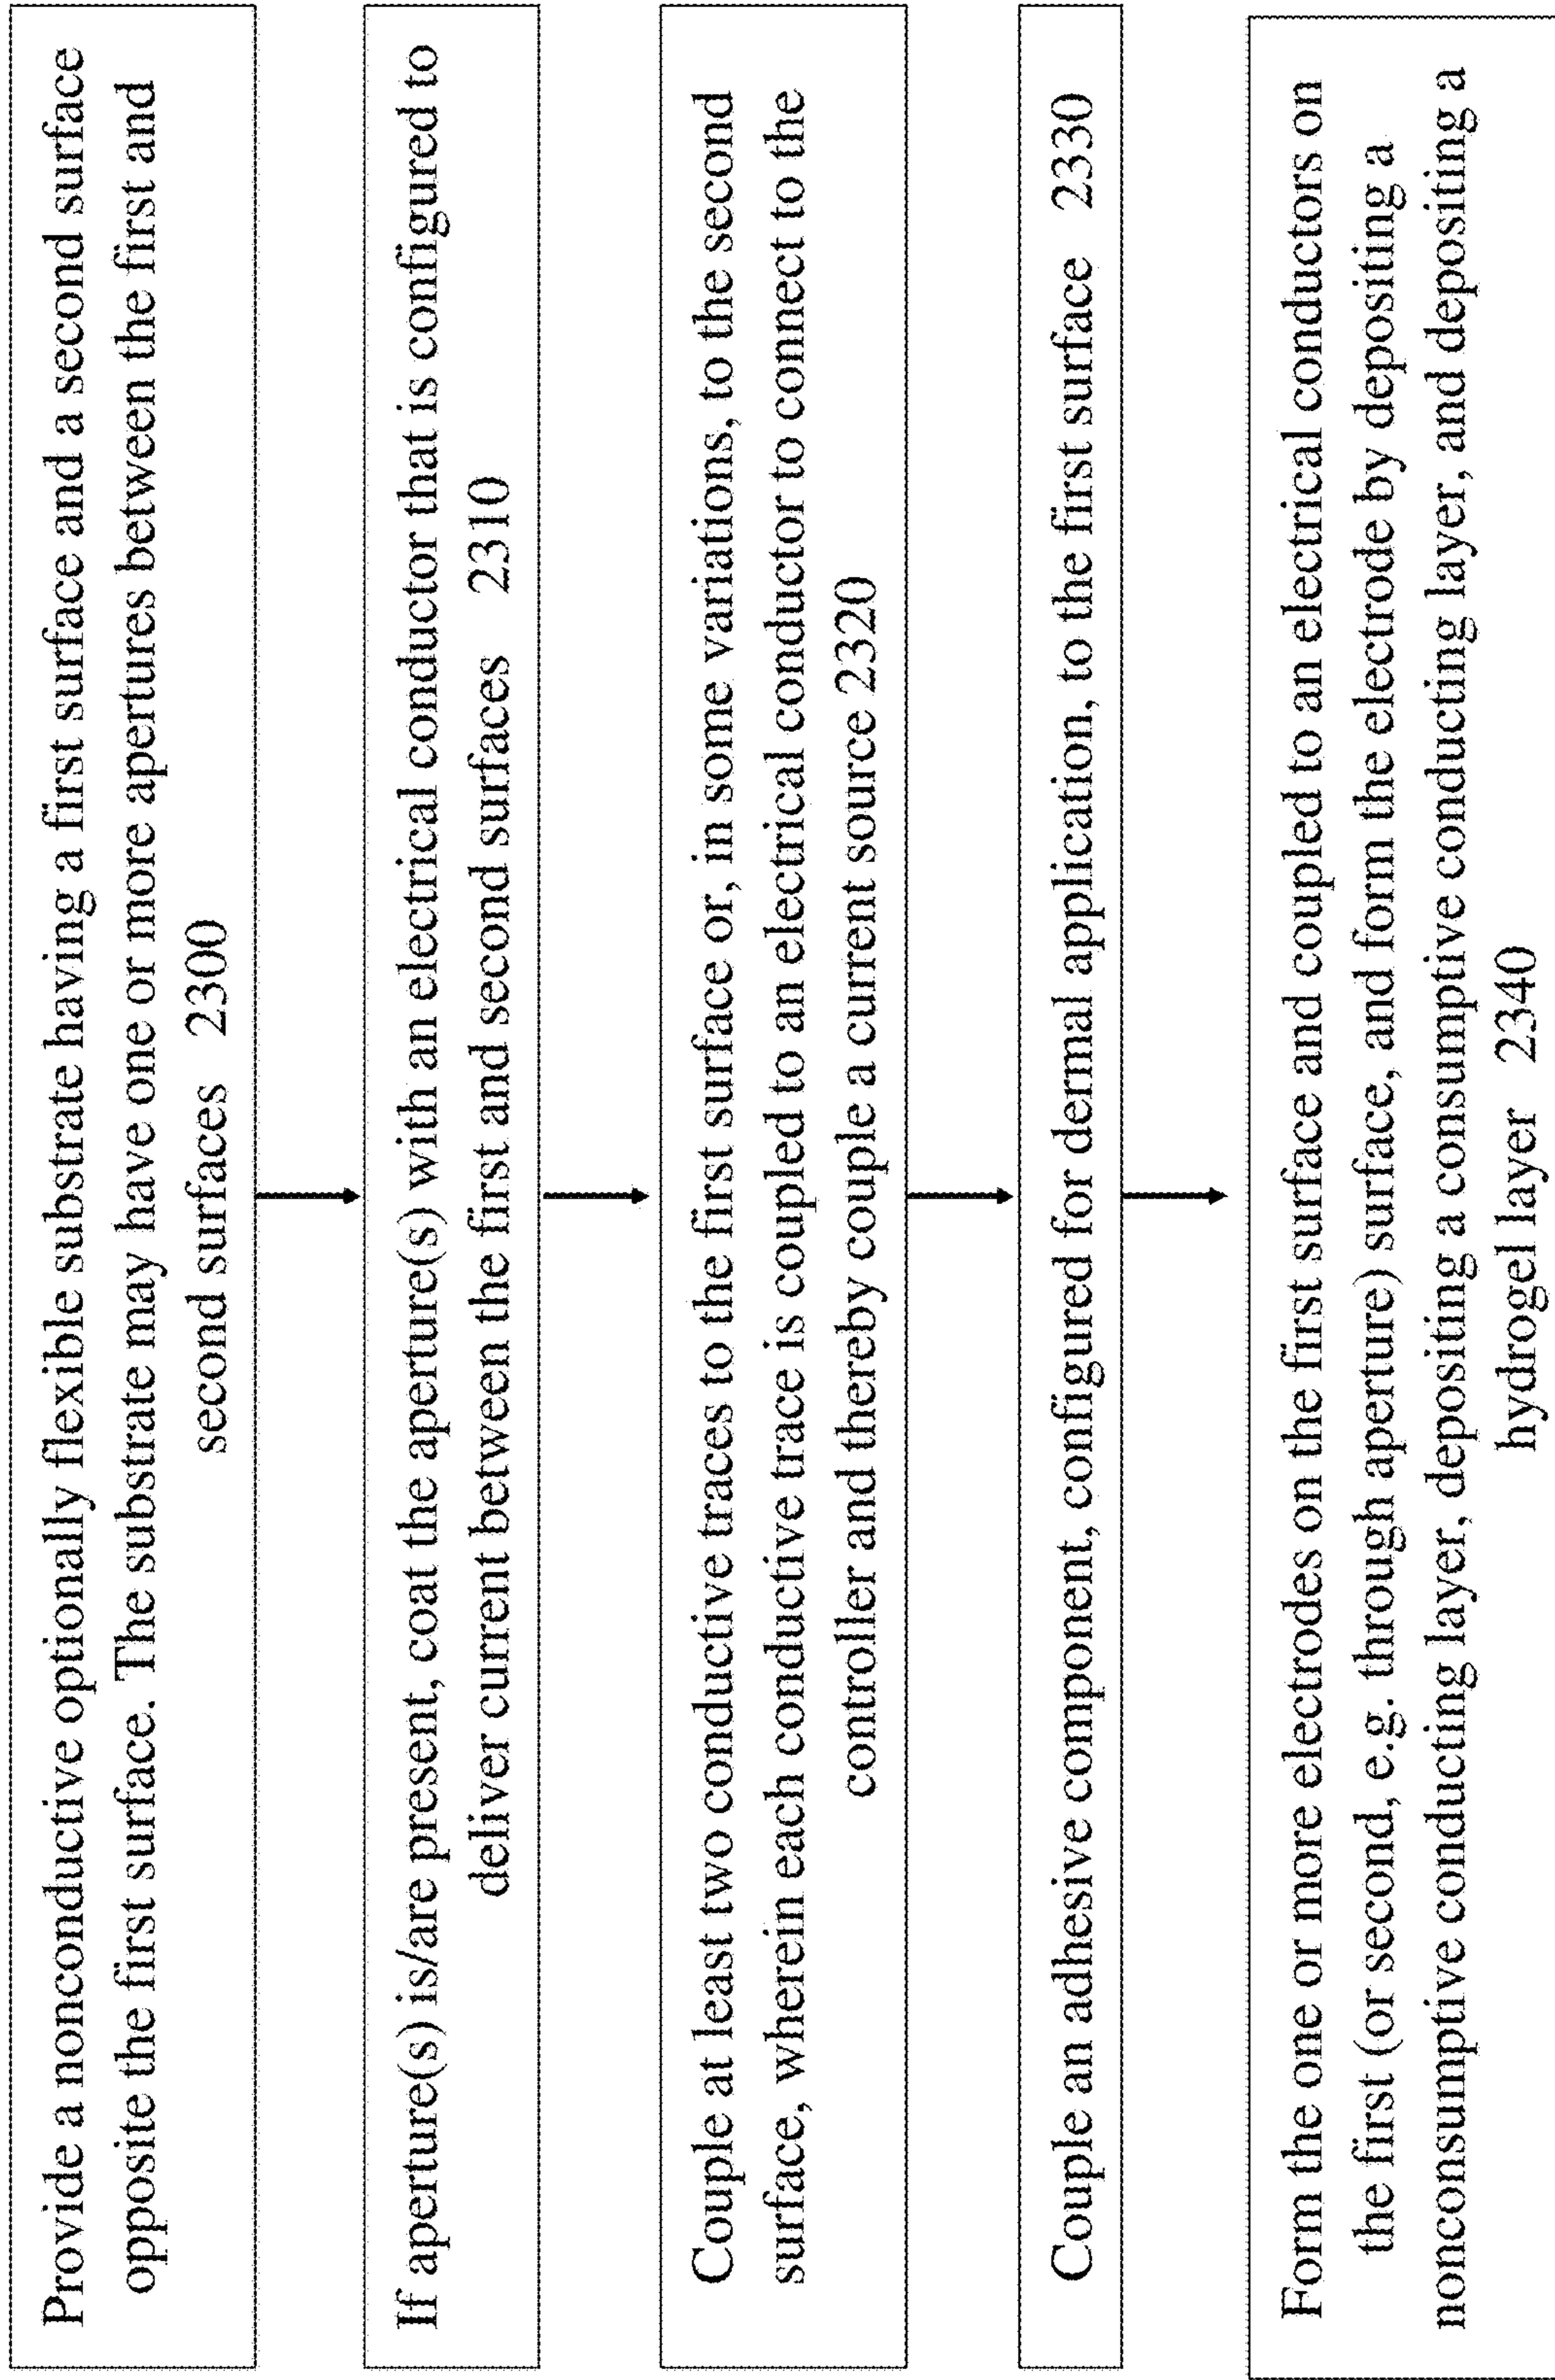 Provide a nonconductive optionally flexible substrate having a first surface and a second surface
opposite the first surface. The substrate may have one or more apertures between the first and
second surfaces 2300
If aperture(s) is/are present, coat the aperture(s) with an electrical conductor that is configured to
deliver current between the first and second surfaces 2310
Couple at least two conductive traces to the first surface or, in some variations, to the second
surface, wherein each conductive trace is coupled to an electrical conductor to connect to the
controller and thereby couple a current source 2320
Couple an adhesive component, configured for dermal application, to the first surface 2330
Form the one or more electrodes on the first surface and coupled to an electrical conductors on
the first (or second, e.g. through aperture) surface, and form the electrode by depositing a
nonconsumptive conducting layer, depositing a consumptive conducting layer, and depositing a
hydrogel layer 2340